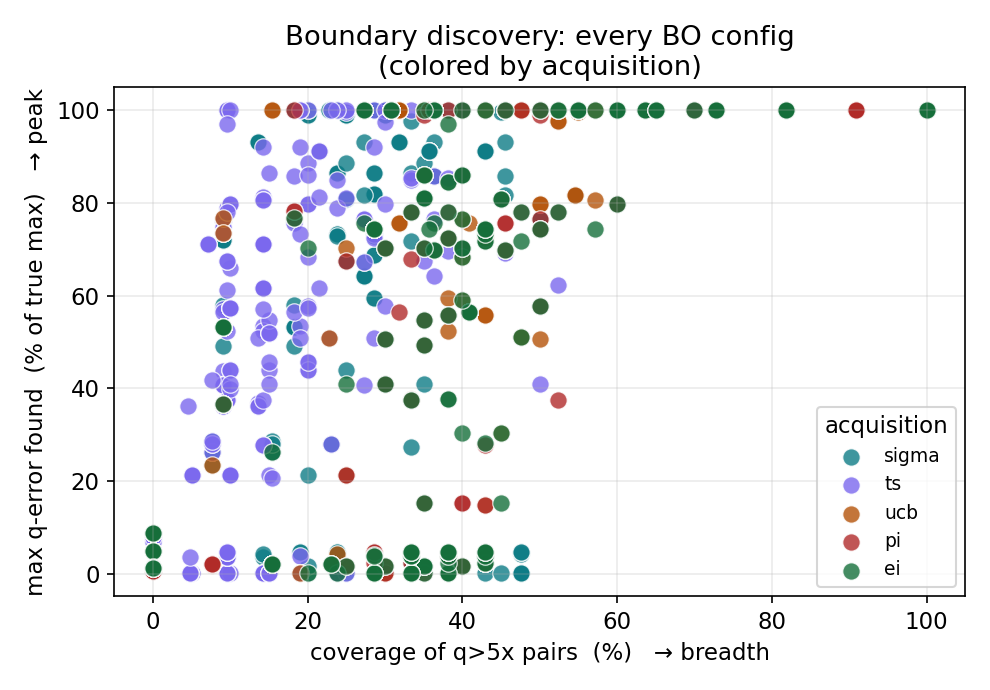 Boundary discovery: every BO config
(colored by acquisition)
max q-error found (% of true max) → peak
100
80
60
40
20
0
0 20 40 60 80 100
coverage of q>5x pairs (%) → breadth
acquisition
sigma
ts
ucb
pi
ei